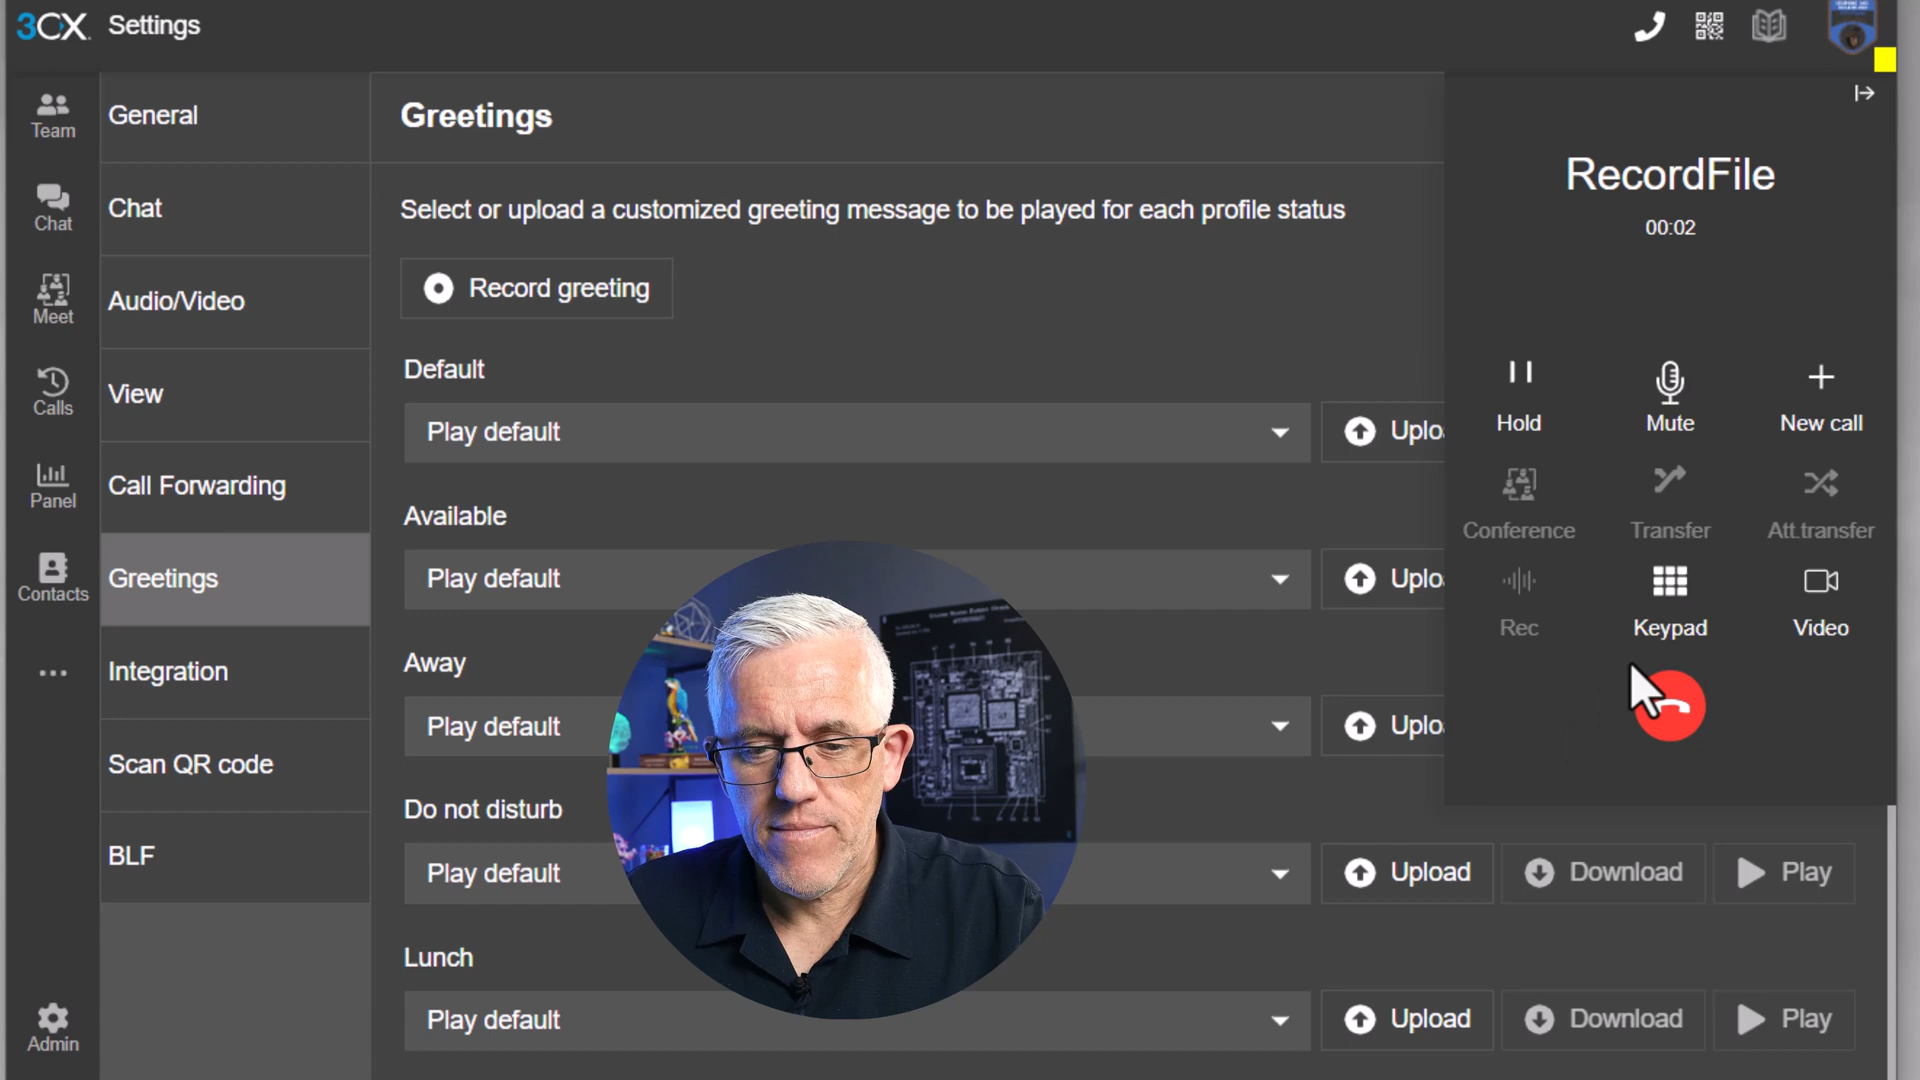 3CX Settings
Team
Chat
Meet
Calls
Panel
Contacts
Admin
General
Chat
Audio/Video
View
Call Forwarding
Greetings
Integration
Scan QR code
BLF
Greetings
Select or upload a customized greeting message to be played for each profile status
Record greeting
Default
Play default
Uplo
Available
Play default
Uplo
Away
Play default
Uplo
Do not disturb
Play default
Upload
Download
Play
Lunch
Play default
Upload
Download
Play
RecordFile
00:02
Hold
Mute
New call
Conference
Transfer
Att.transfer
Rec
Keypad
Video